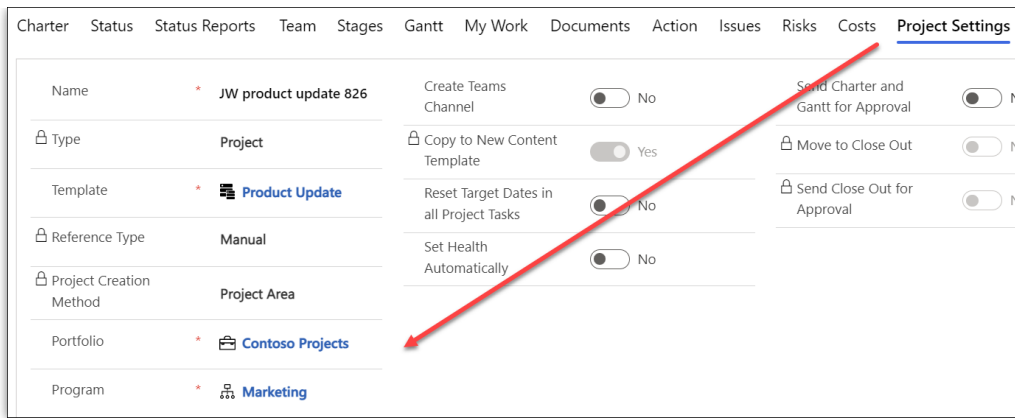 Charter Status Status Reports Team Stages Gantt My Work Documents Action Issues Risks Costs Project Settings
Name * JW product update 826
Type Project
Template * Product Update
Reference Type Manual
Project Creation
Method Project Area
Portfolio * Contoso Projects
Program * Marketing
Create Teams
Channel No
Copy to New Content
Template Yes
Reset Target Dates in
all Project Tasks No
Set Health
Automatically No
Send Charter and
Gantt for Approval
Move to Close Out
Send Close Out for
Approval